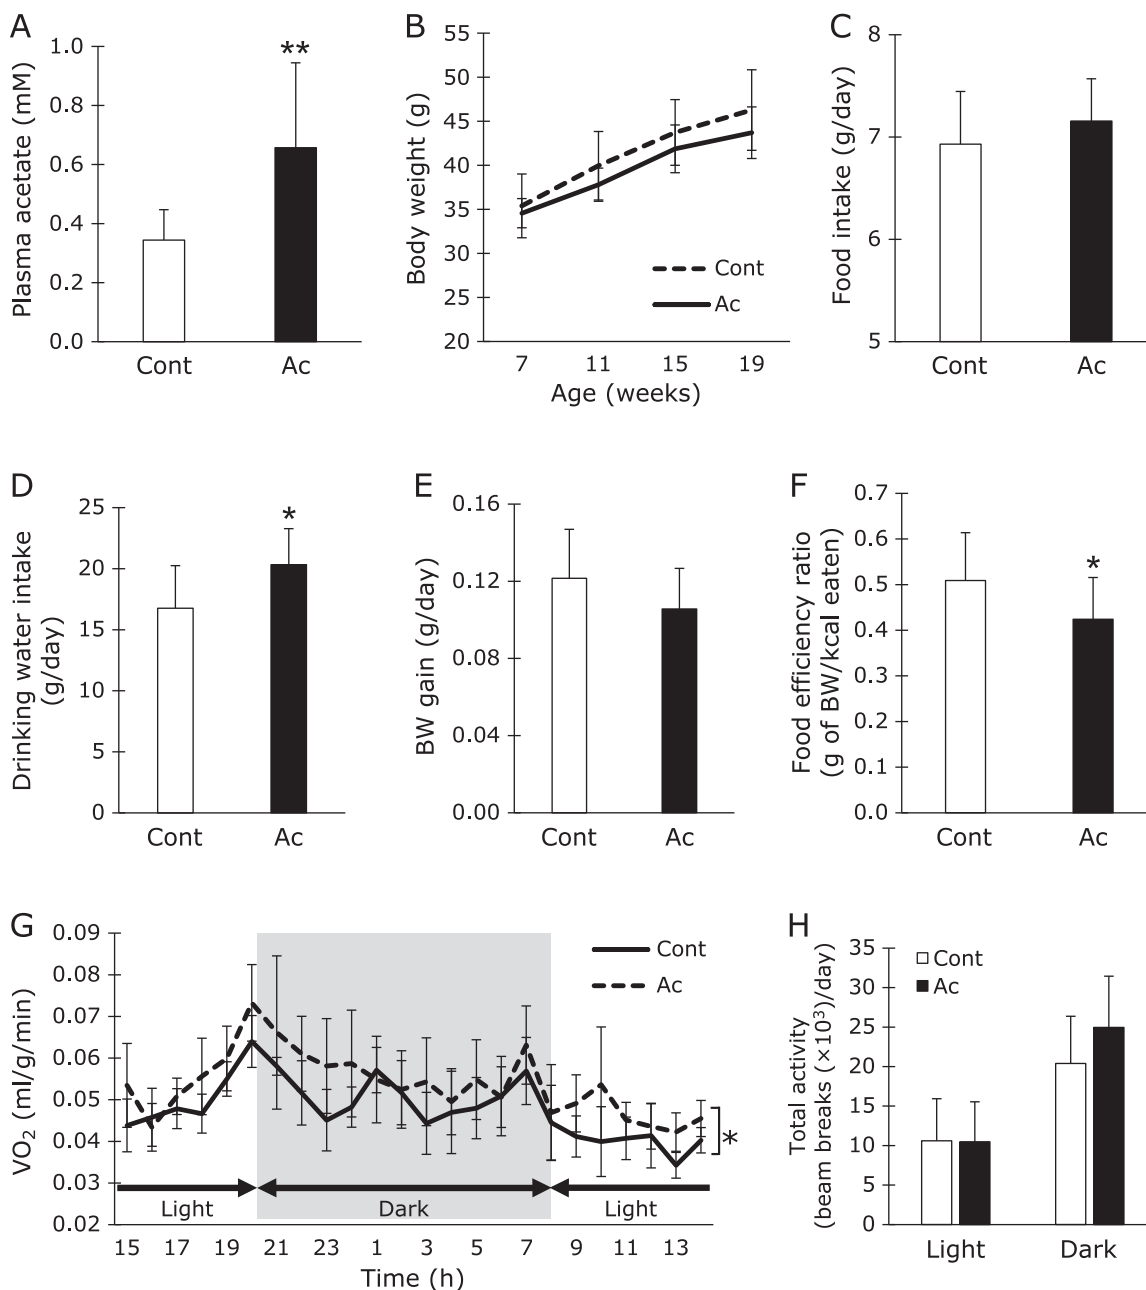 A
Plasma acetate (mM)
1.0
0.8
0.6
0.4
0.2
0.0
**
Cont
Ac
B
Body weight (g)
55
50
45
40
35
30
25
20
Cont
Ac
7
11
15
19
Age (weeks)
C
Food intake (g/day)
8
7
6
5
Cont
Ac
D
Drinking water intake
(g/day)
25
20
15
10
5
0
*
Cont
Ac
E
BW gain (g/day)
0.16
0.12
0.08
0.04
0.00
Cont
Ac
F
Food efficiency ratio
(g of BW/kcal eaten)
0.7
0.6
0.5
0.4
0.3
0.2
0.1
0.0
*
Cont
Ac
G
VO₂ (ml/g/min)
0.09
0.08
0.07
0.06
0.05
0.04
0.03
0.02
Cont
Ac
*
Light
Dark
Light
15
17
19
21
23
1
3
5
7
9
11
13
Time (h)
H
Total activity
(beam breaks (×10³)/day)
35
30
25
20
15
10
5
0
Cont
Ac
Light
Dark